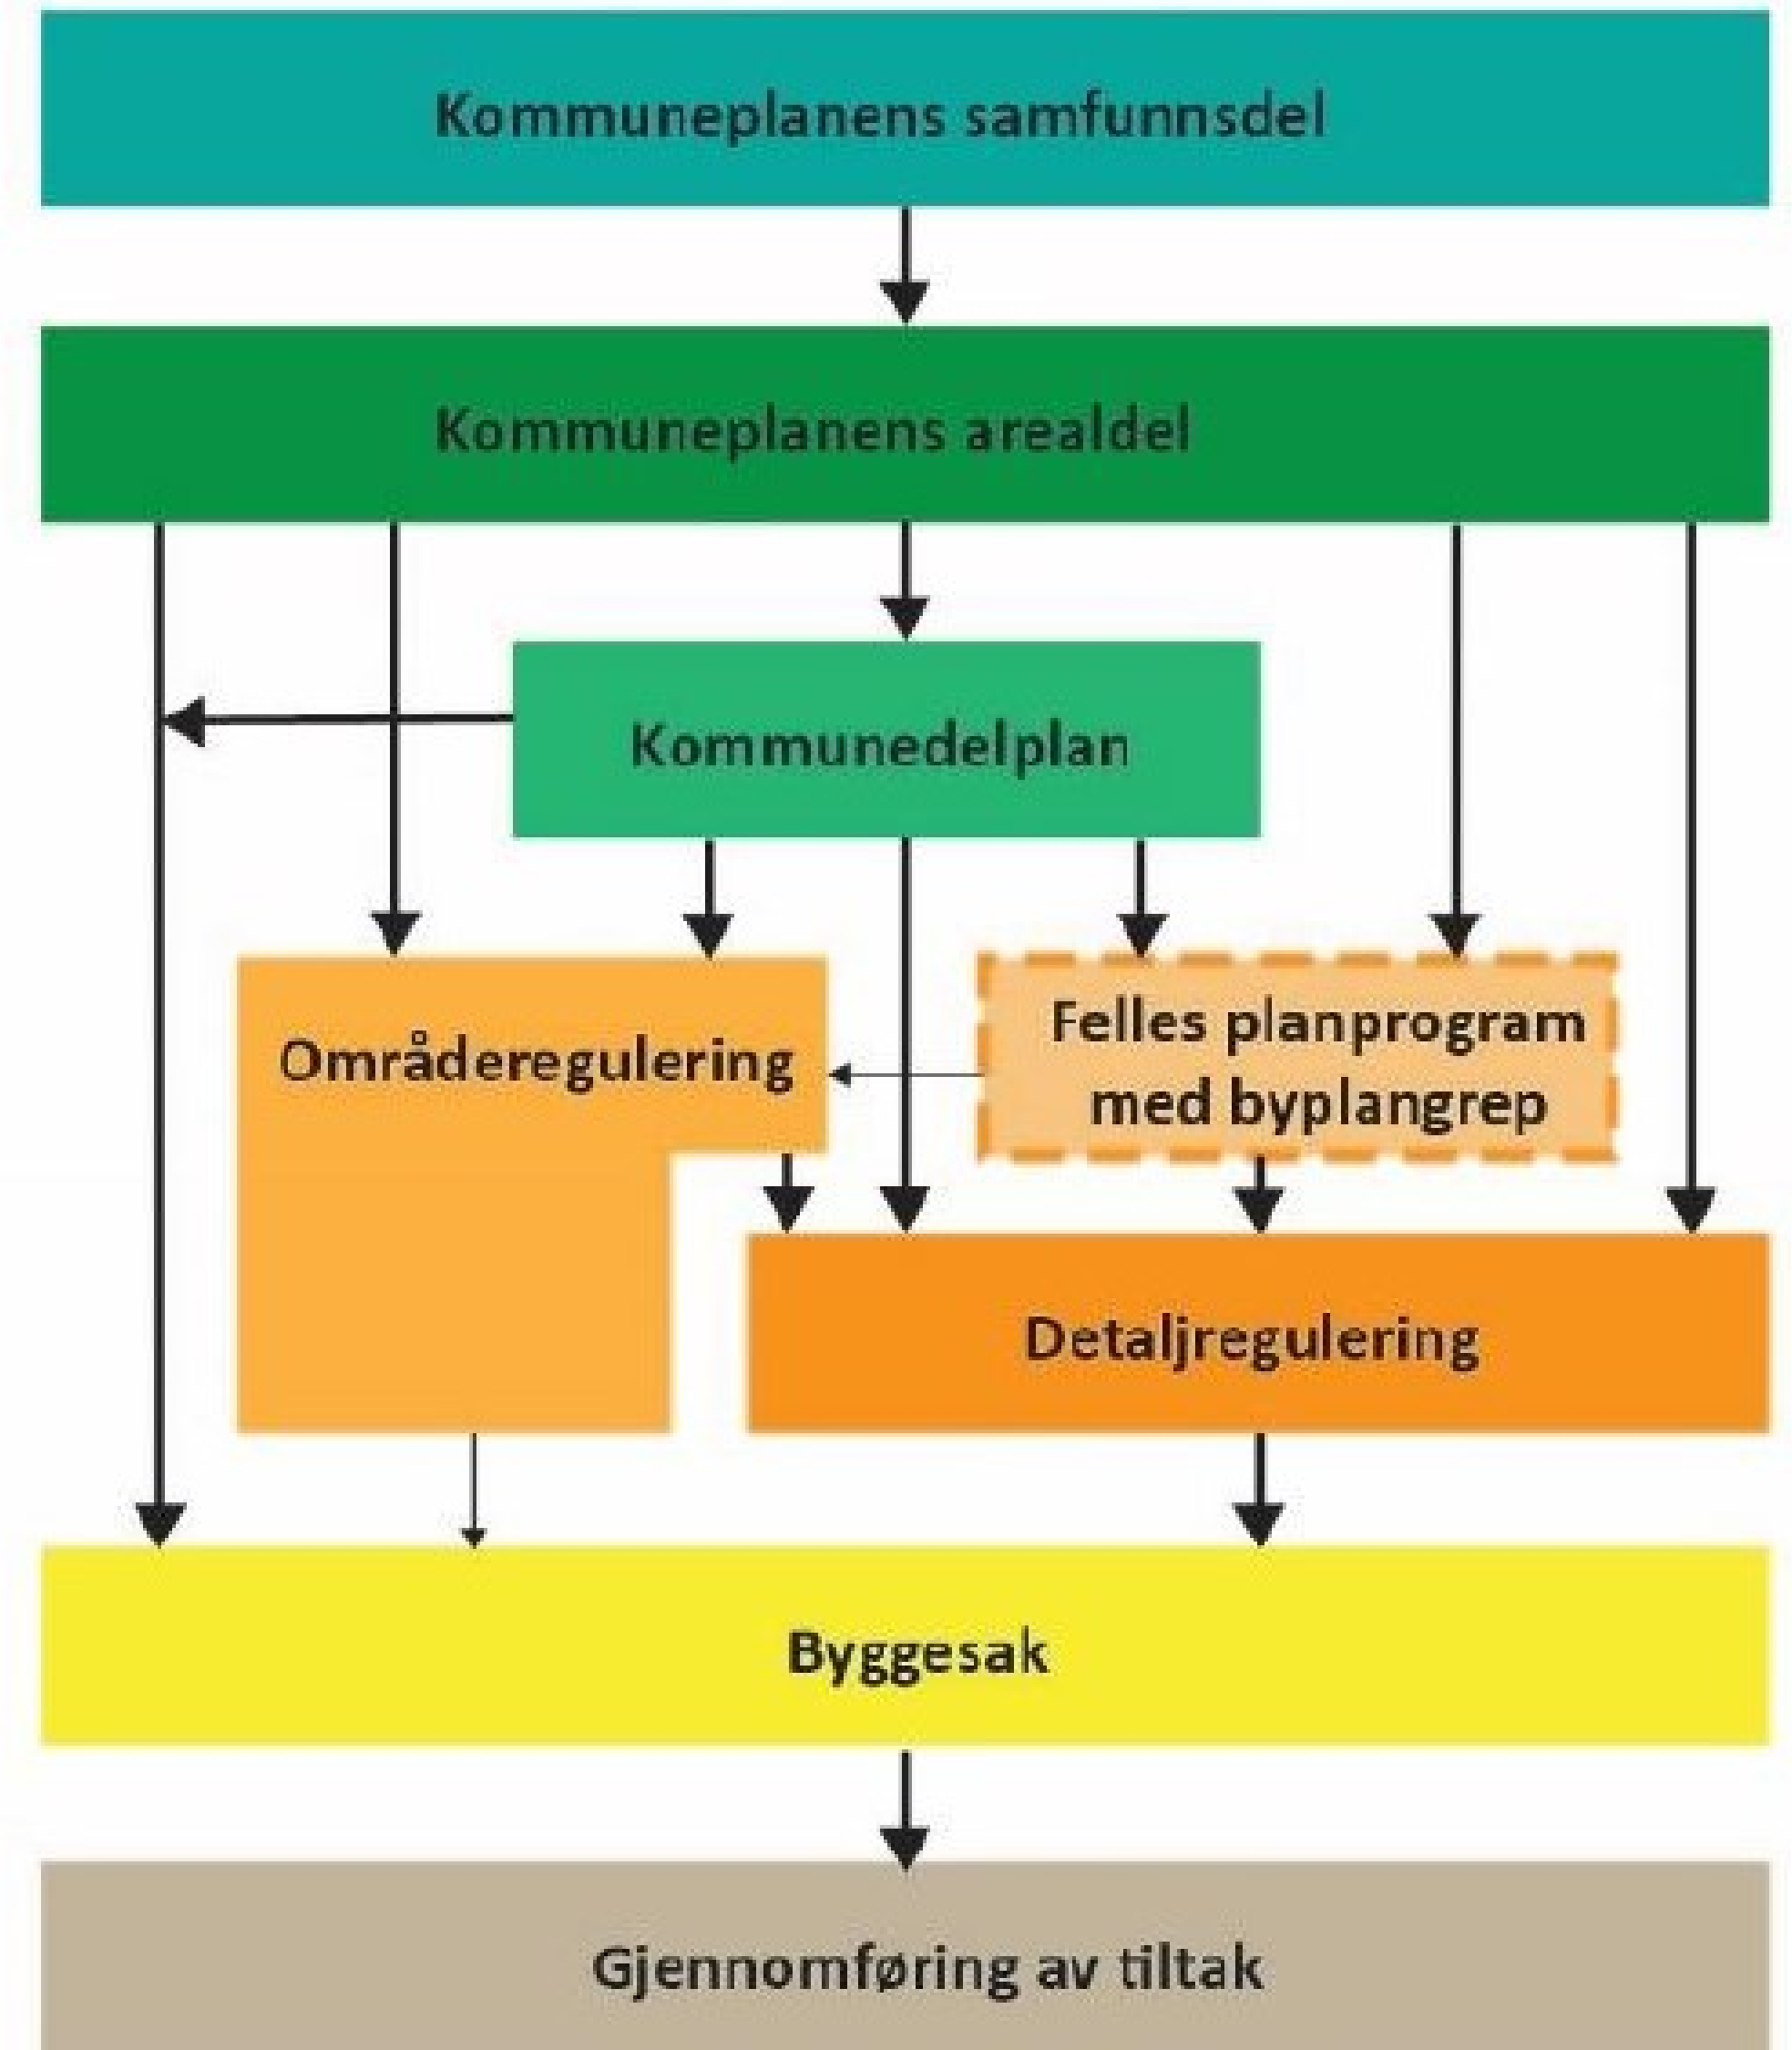 Kommuneplanens samfunnsdel
Kommuneplanens arealdel
Kommunedelplan
Områderegulering
Felles planprogram
med byplangrep
Detaljregulering
Byggesak
Gjennomføring av tiltak